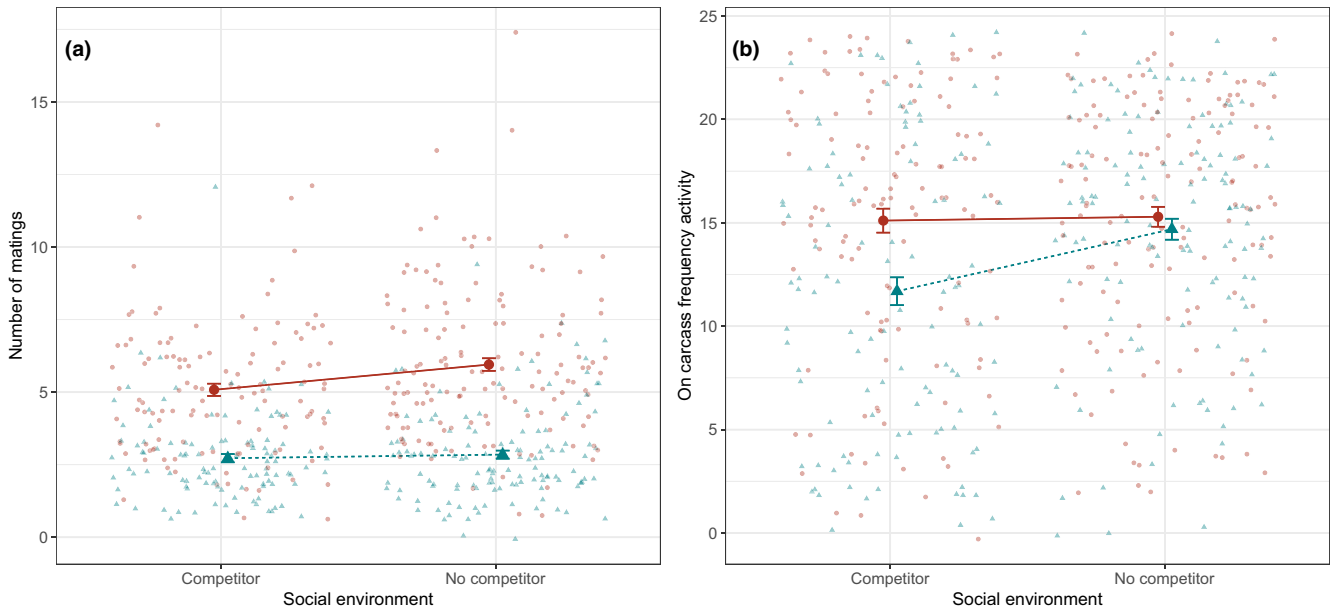 (a)
Number of matings
15
10
5
0
Competitor
No competitor
Social environment
(b)
On carcass frequency activity
25
20
15
10
5
0
Competitor
No competitor
Social environment